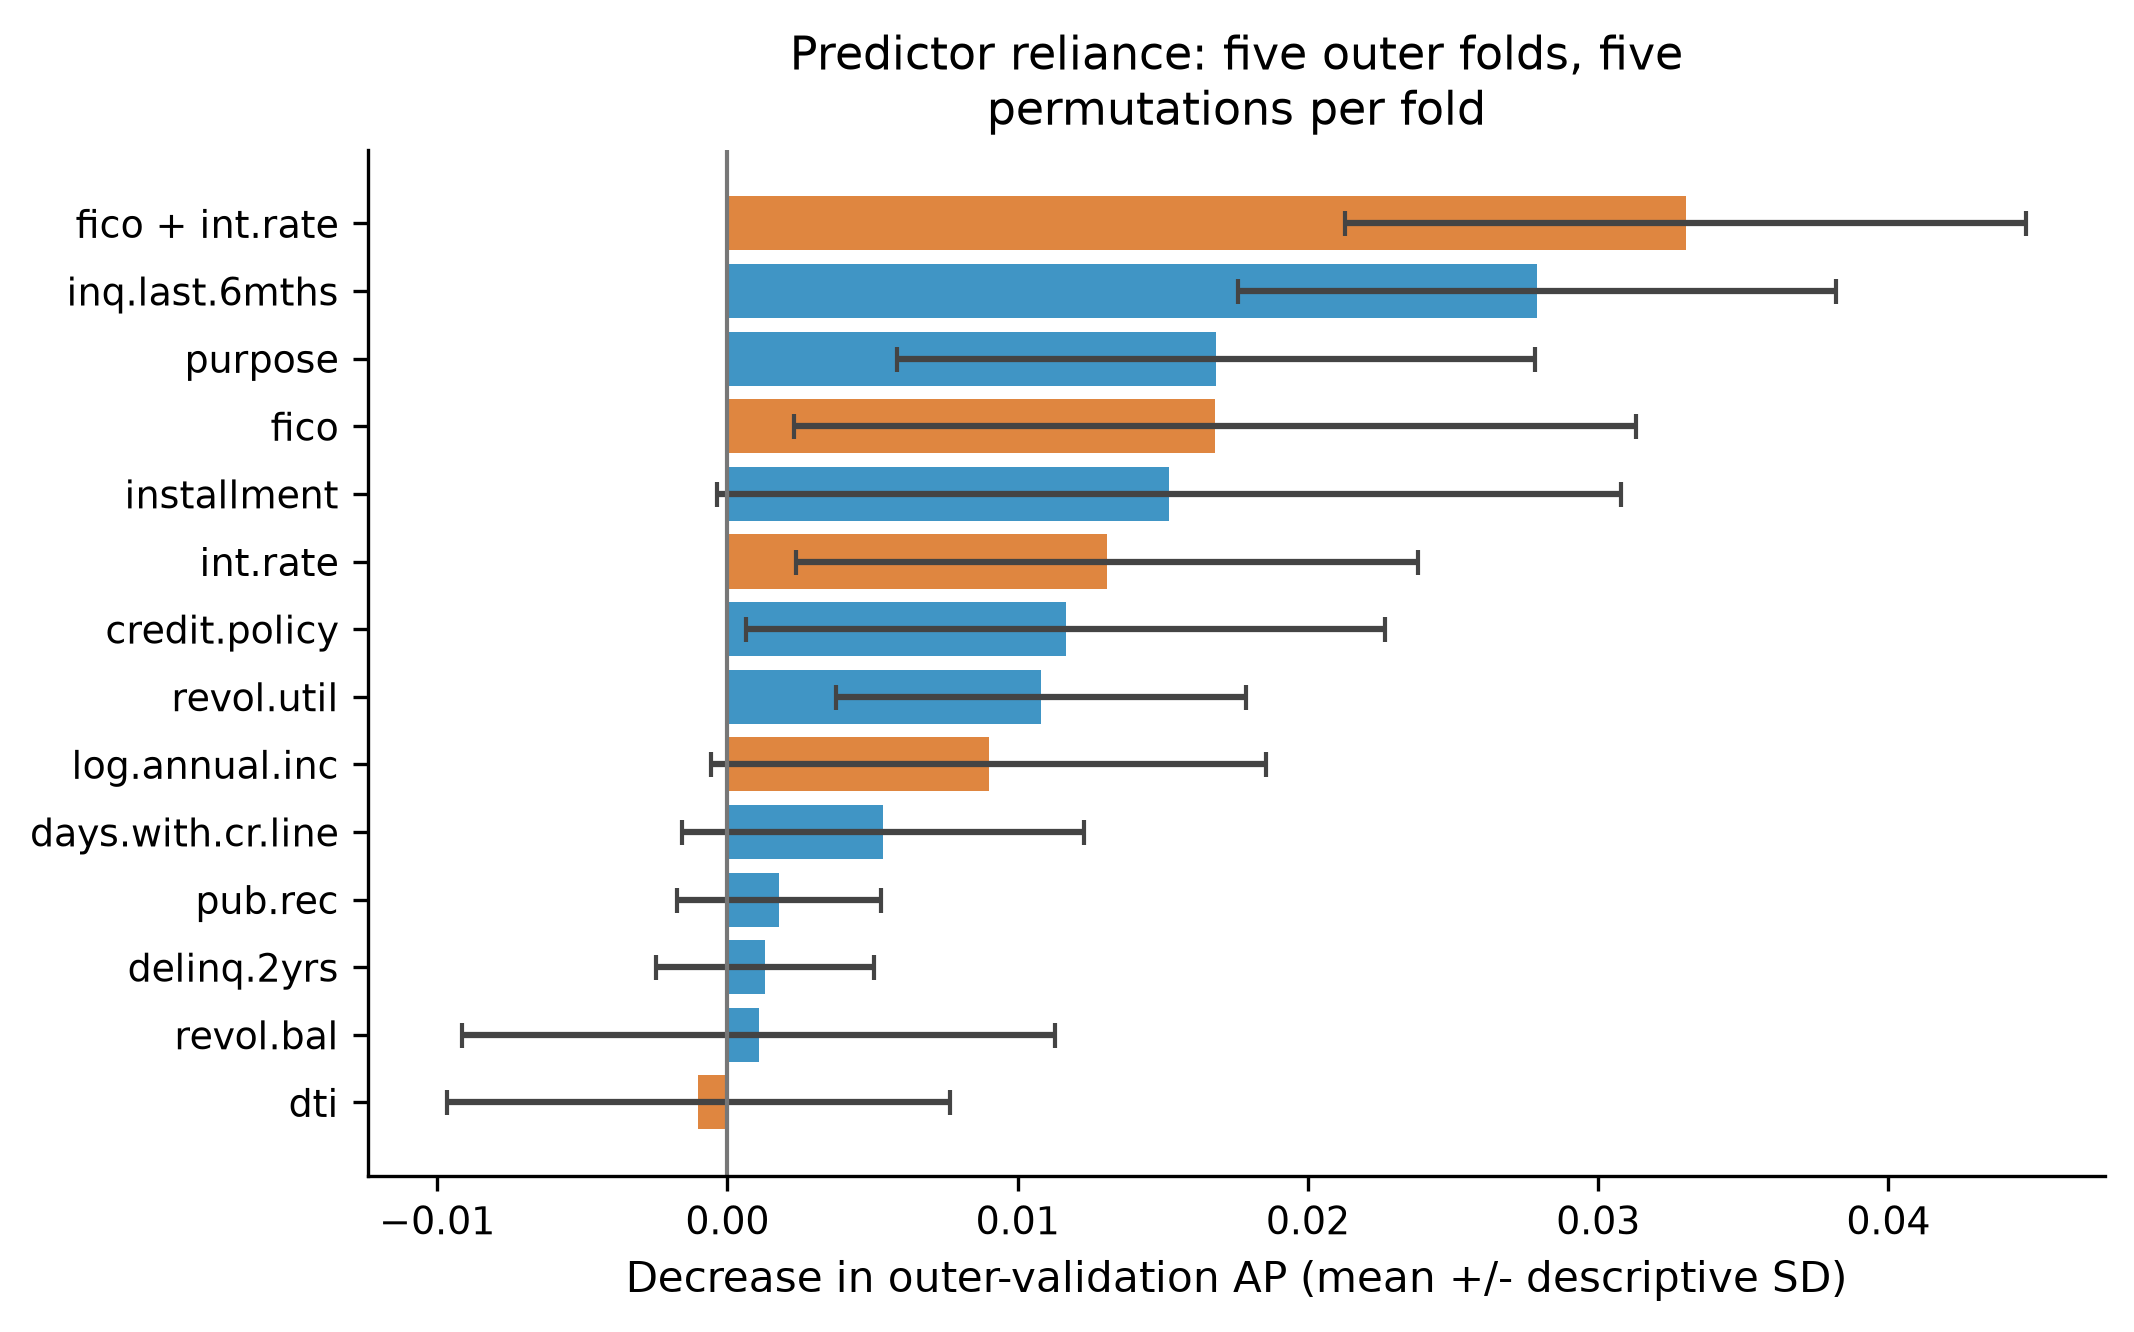 Predictor reliance: five outer folds, five
permutations per fold
fico + int.rate
inq.last.6mths
purpose
fico
installment
int.rate
credit.policy
revol.util
log.annual.inc
days.with.cr.line
pub.rec
delinq.2yrs
revol.bal
dti
−0.01 0.00 0.01 0.02 0.03 0.04
Decrease in outer-validation AP (mean +/- descriptive SD)